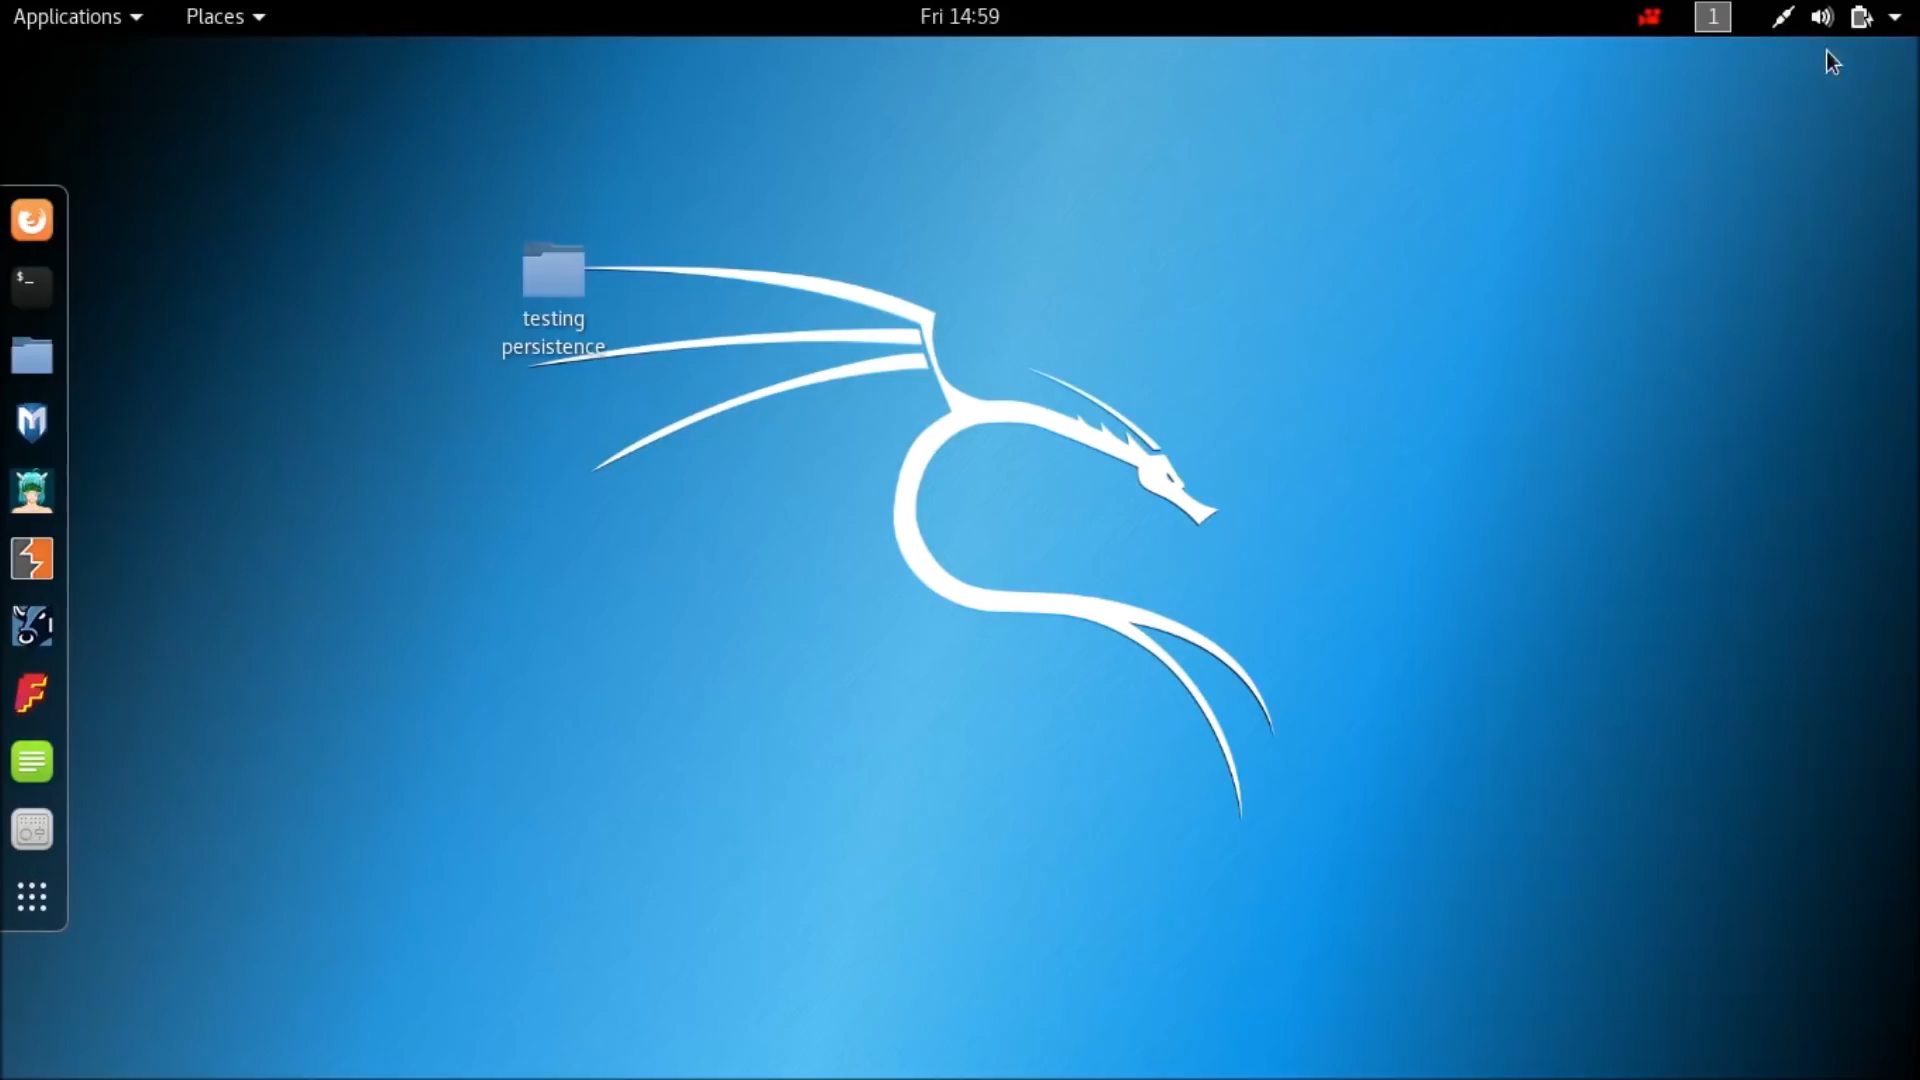 Applications
Places
Fri 14:59
1
$_
testing
persistence